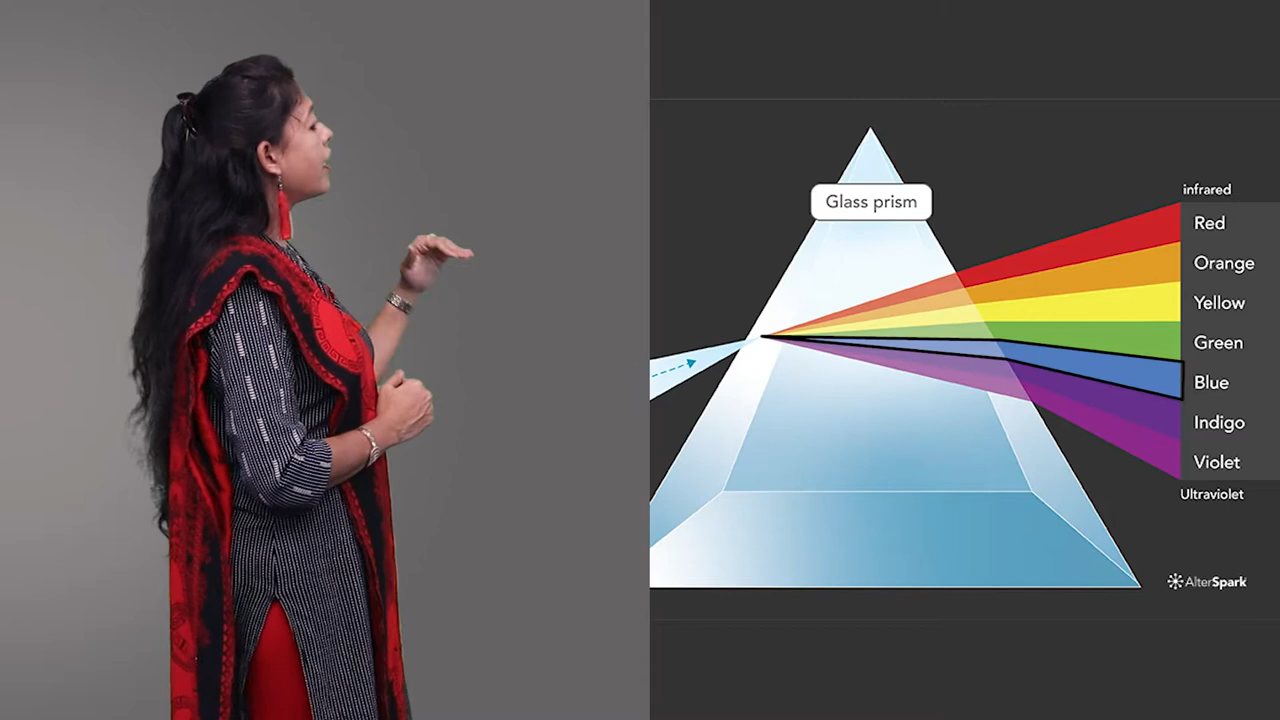 Glass prism
infrared
Red
Orange
Yellow
Green
Blue
Indigo
Violet
Ultraviolet
AlterSpark